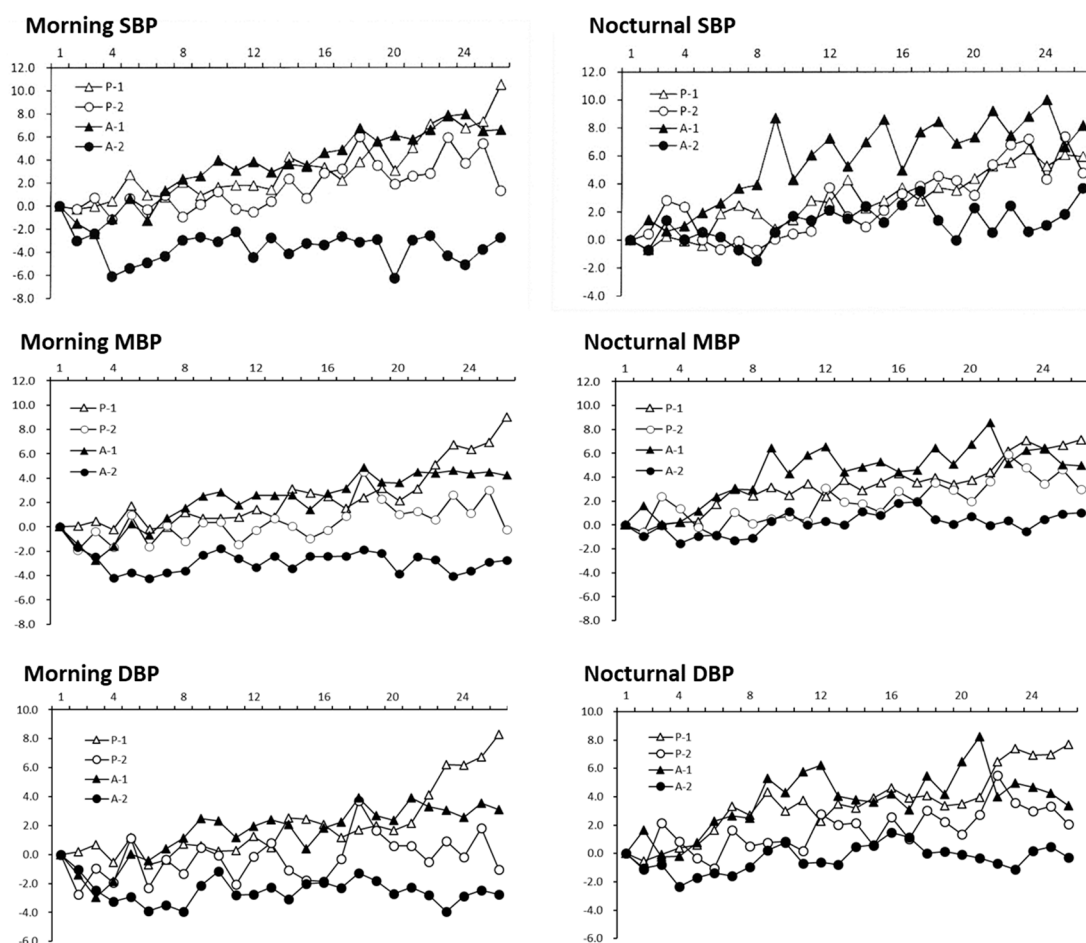 Morning SBP
1 4 8 12 16 20 24
12.0
10.0
8.0
6.0
4.0
2.0
0.0
-2.0
-4.0
-6.0
-8.0
P-1
P-2
A-1
A-2
Nocturnal SBP
1 4 8 12 16 20 24
12.0
10.0
8.0
6.0
4.0
2.0
0.0
-2.0
-4.0
P-1
P-2
A-1
A-2
Morning MBP
1 4 8 12 16 20 24
12.0
10.0
8.0
6.0
4.0
2.0
0.0
-2.0
-4.0
-6.0
-8.0
P-1
P-2
A-1
A-2
Nocturnal MBP
1 4 8 12 16 20 24
12.0
10.0
8.0
6.0
4.0
2.0
0.0
-2.0
-4.0
-6.0
-8.0
P-1
P-2
A-1
A-2
Morning DBP
1 4 8 12 16 20 24
10.0
8.0
6.0
4.0
2.0
0.0
-2.0
-4.0
-6.0
P-1
P-2
A-1
A-2
Nocturnal DBP
1 4 8 12 16 20 24
10.0
8.0
6.0
4.0
2.0
0.0
-2.0
-4.0
-6.0
P-1
P-2
A-1
A-2